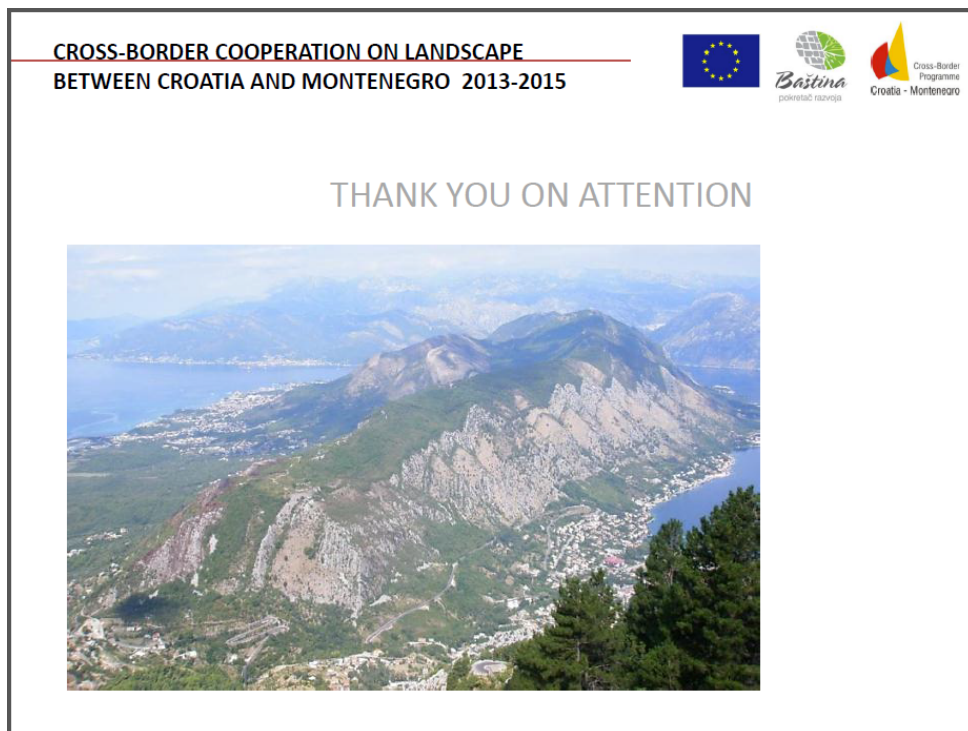 CROSS-BORDER COOPERATION ON LANDSCAPE
BETWEEN CROATIA AND MONTENEGRO 2013-2015
Baština
pokretač razvoja
Cross-Border
Programme
Croatia - Montenegro
THANK YOU ON ATTENTION